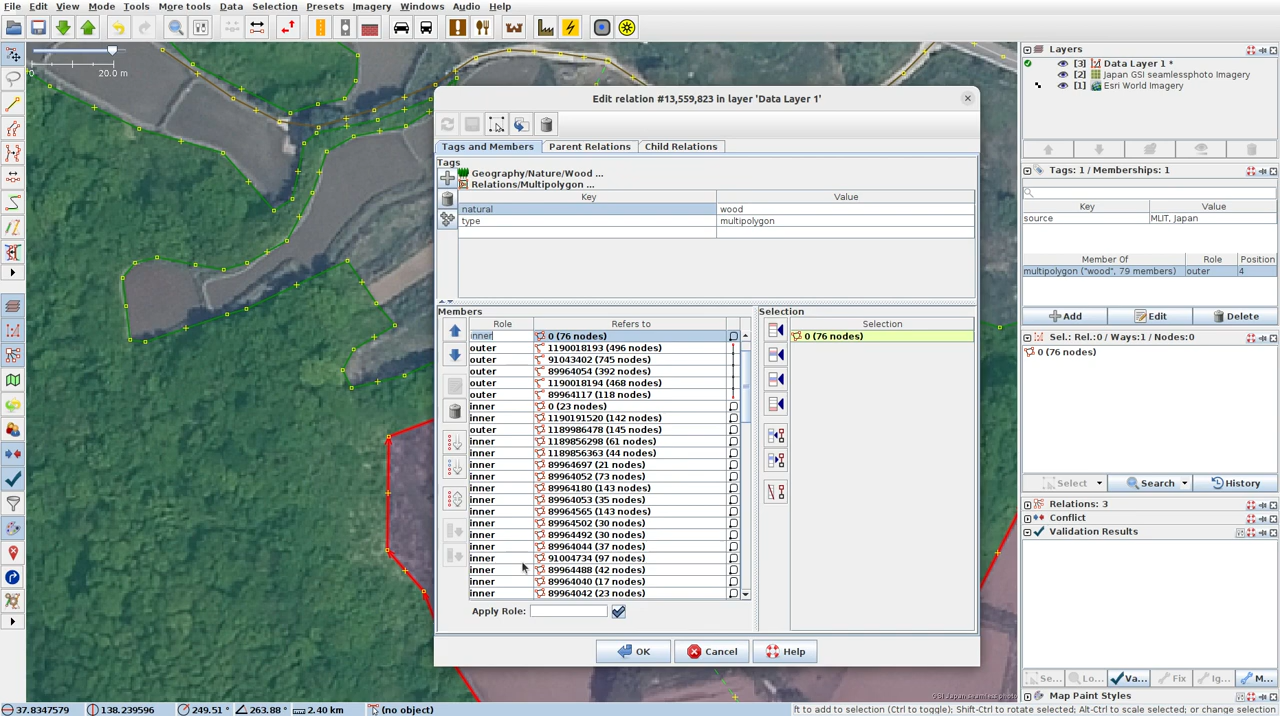 File Edit View Mode Tools More tools Data Selection Presets Imagery Windows Audio Help
0
20.0 m
Edit relation #13,559,823 in layer 'Data Layer 1'
Tags and Members Parent Relations Child Relations
Tags
Geography/Nature/Wood ...
Relations/Multipolygon ...
Key Value
natural wood
type multipolygon
Members
Role Refers to
inner 0 (76 nodes)
outer 1190018193 (496 nodes)
outer 91043402 (745 nodes)
outer 89964054 (392 nodes)
outer 1190018194 (468 nodes)
outer 89964117 (118 nodes)
inner 0 (23 nodes)
inner 1190191520 (142 nodes)
outer 1189986478 (145 nodes)
inner 1189856298 (61 nodes)
inner 1189856363 (44 nodes)
inner 89964697 (21 nodes)
inner 89964052 (73 nodes)
inner 89964180 (143 nodes)
inner 89964053 (35 nodes)
inner 89964565 (143 nodes)
inner 89964502 (30 nodes)
inner 89964492 (30 nodes)
inner 89964044 (37 nodes)
inner 91004734 (97 nodes)
inner 89964488 (42 nodes)
inner 89964040 (17 nodes)
inner 89964042 (23 nodes)
Apply Role:
Selection
Selection
0 (76 nodes)
OK Cancel Help
Layers
[3] Data Layer 1 *
[2] Japan GSI seamlessphoto Imagery
[1] Esri World Imagery
Tags: 1 / Memberships: 1
Key Value
source MLIT, Japan
Member Of Role Position
multipolygon ("wood", 79 members) outer 4
Add Edit Delete
Sel.: Rel.:0 / Ways:1 / Nodes:0
0 (76 nodes)
Select Search History
Relations: 3
Conflict
Validation Results
Se... Lo... Va... Fix Ig... M...
Map Paint Styles
37.8347579 138.239596 249.51 ° 263.88 ° 2.40 km (no object) ft to add to selection (Ctrl to toggle); Shift-Ctrl to rotate selected; Alt-Ctrl to scale selected; or change selection